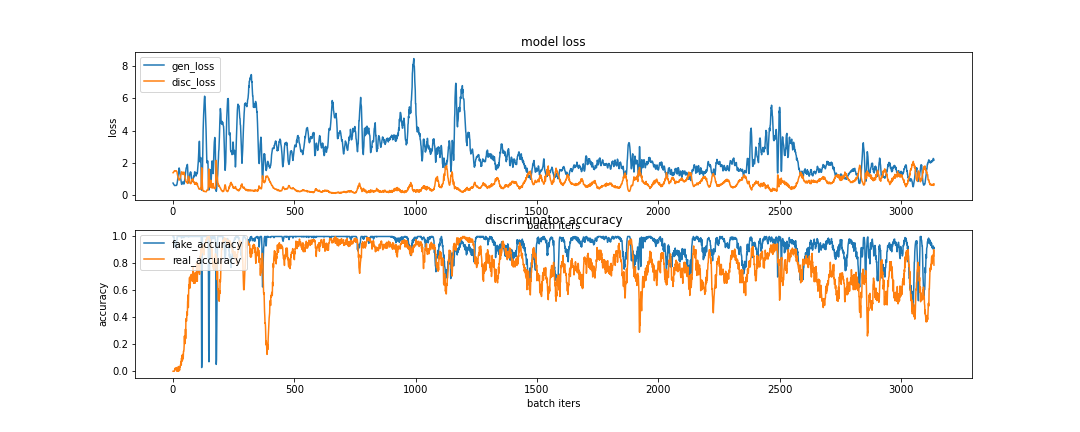 model loss
8
6
4
2
0
loss
gen_loss
disc_loss
0 500 1000 1500 2000 2500 3000
batch iters
discriminator accuracy
1.0
0.8
0.6
0.4
0.2
0.0
accuracy
fake_accuracy
real_accuracy
0 500 1000 1500 2000 2500 3000
batch iters